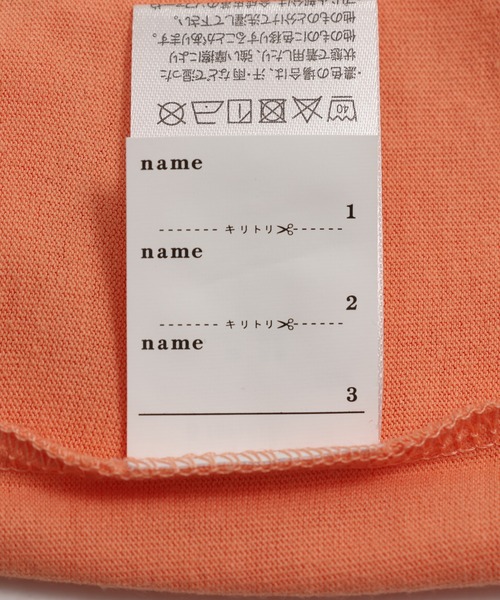 40
・濃色の場合は、汗・雨などで湿った
状態で着用したり、強い摩擦により
他のものに色移りすることがあります。
他のものと分けて洗濯して下さい。
name
1
キリトリ
name
2
キリトリ
name
3